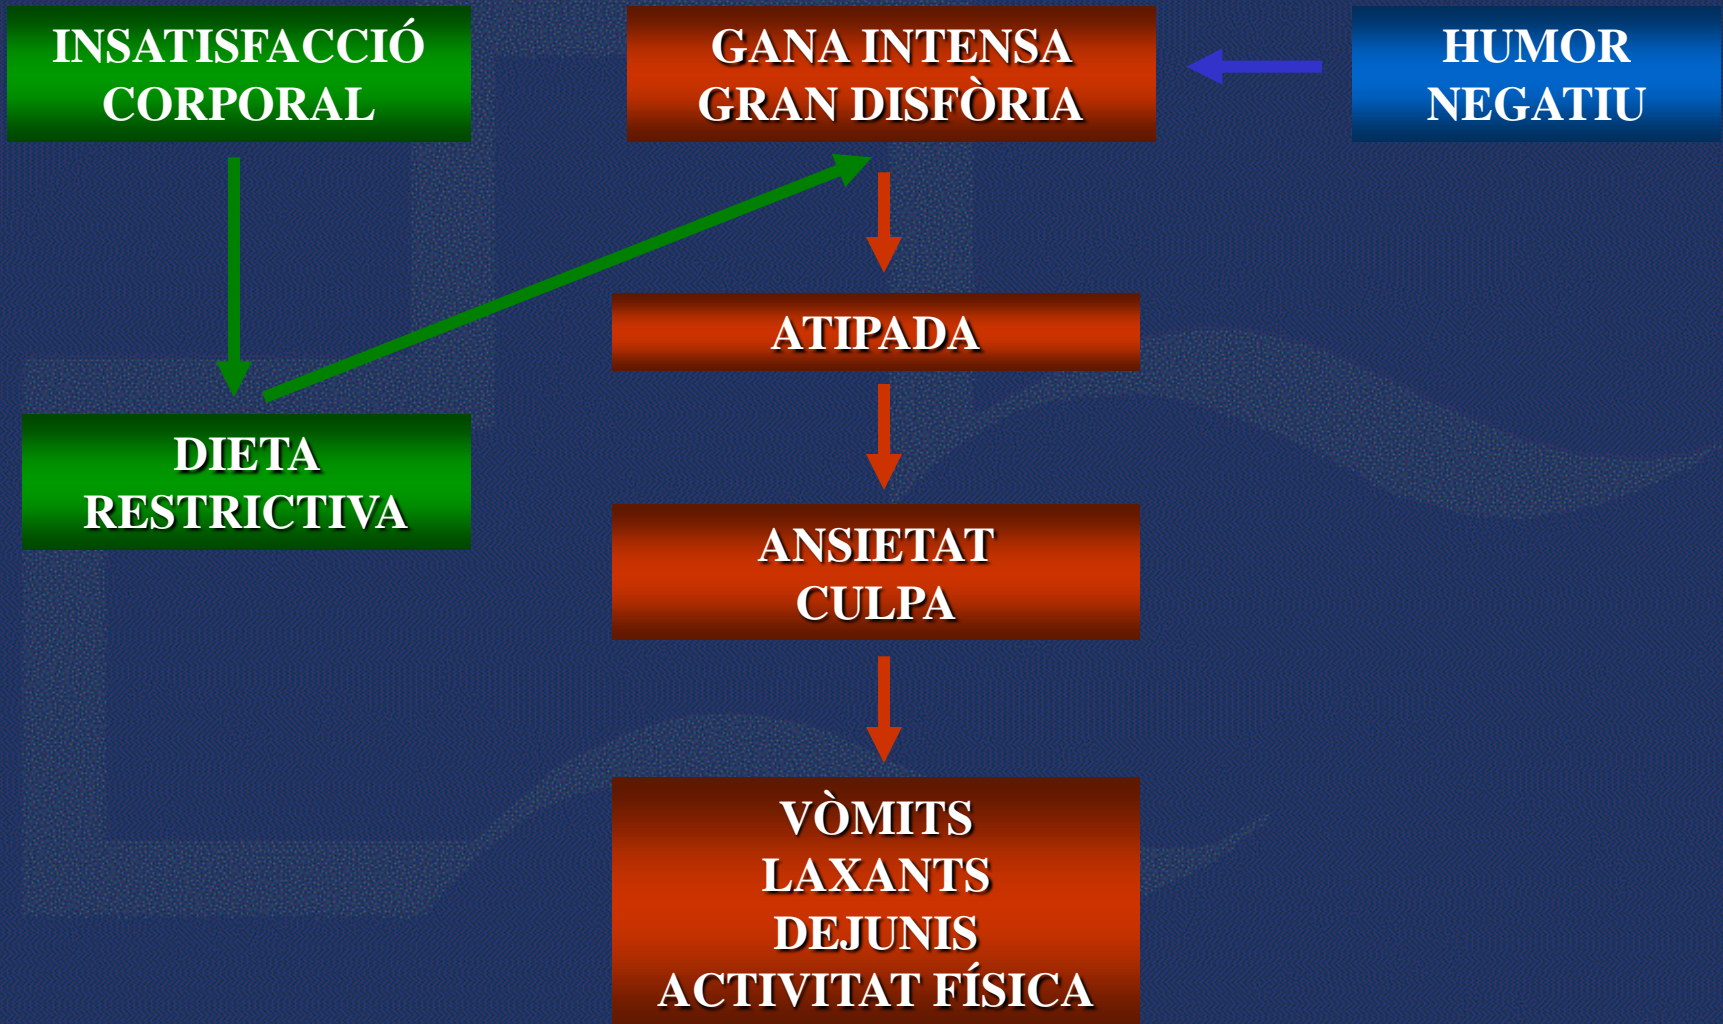 INSATISFACCIÓ
CORPORAL
GANA INTENSA
GRAN DISFÒRIA
HUMOR
NEGATIU
ATIPADA
DIETA
RESTRICTIVA
ANSIETAT
CULPA
VÒMITS
LAXANTS
DEJUNIS
ACTIVITAT FÍSICA